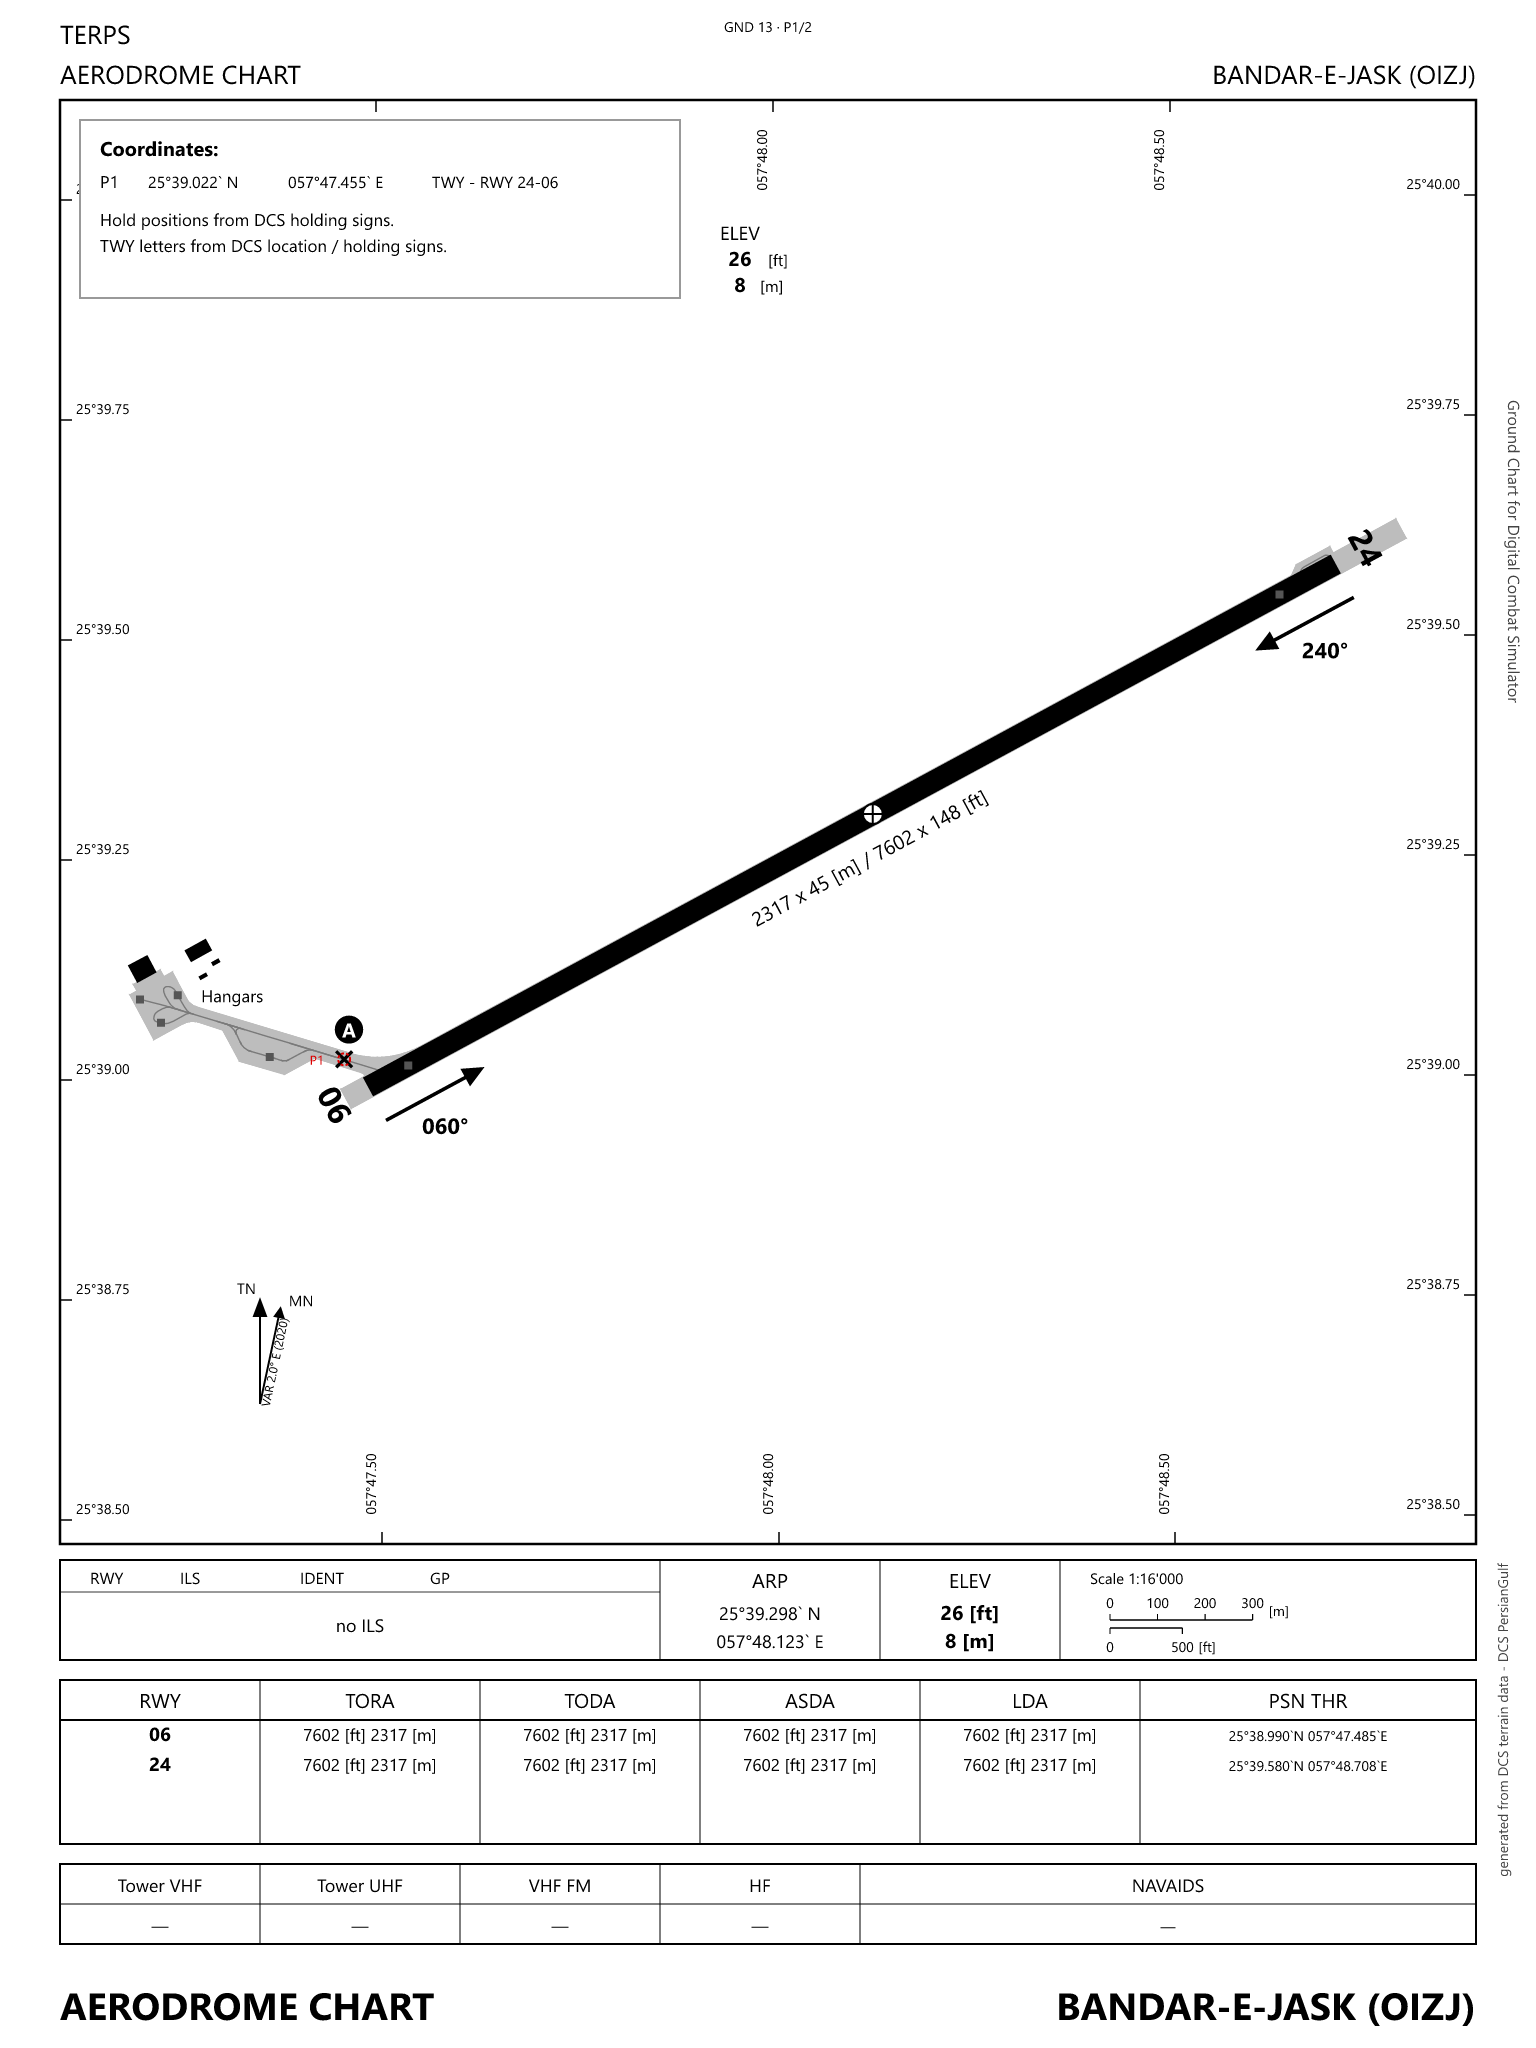 GND 13 · P1/2
TERPS
AERODROME CHART
BANDAR-E-JASK (OIZJ)
Coordinates:
P1 25°39.022` N 057°47.455` E TWY - RWY 24-06
Hold positions from DCS holding signs.
TWY letters from DCS location / holding signs.
057°48.00
057°48.50
25°40.00
ELEV
26 [ft]
8 [m]
25°39.75
25°39.75
Ground Chart for Digital Combat Simulator
24
25°39.50
25°39.50
240°
2317 x 45 [m] / 7602 x 148 [ft]
25°39.25
25°39.25
Hangars
A
P1
25°39.00
25°39.00
06
060°
25°38.75
25°38.75
TN
MN
VAR 2.0° E (2020)
057°47.50
057°48.00
057°48.50
25°38.50
25°38.50
RWY ILS IDENT GP
no ILS
ARP
25°39.298` N
057°48.123` E
ELEV
26 [ft]
8 [m]
Scale 1:16'000
0 100 200 300 [m]
0 500 [ft]
generated from DCS terrain data - DCS PersianGulf
RWY TORA TODA ASDA LDA PSN THR
06 7602 [ft] 2317 [m] 7602 [ft] 2317 [m] 7602 [ft] 2317 [m] 7602 [ft] 2317 [m] 25°38.990`N 057°47.485`E
24 7602 [ft] 2317 [m] 7602 [ft] 2317 [m] 7602 [ft] 2317 [m] 7602 [ft] 2317 [m] 25°39.580`N 057°48.708`E
Tower VHF Tower UHF VHF FM HF NAVAIDS
— — — — —
AERODROME CHART
BANDAR-E-JASK (OIZJ)